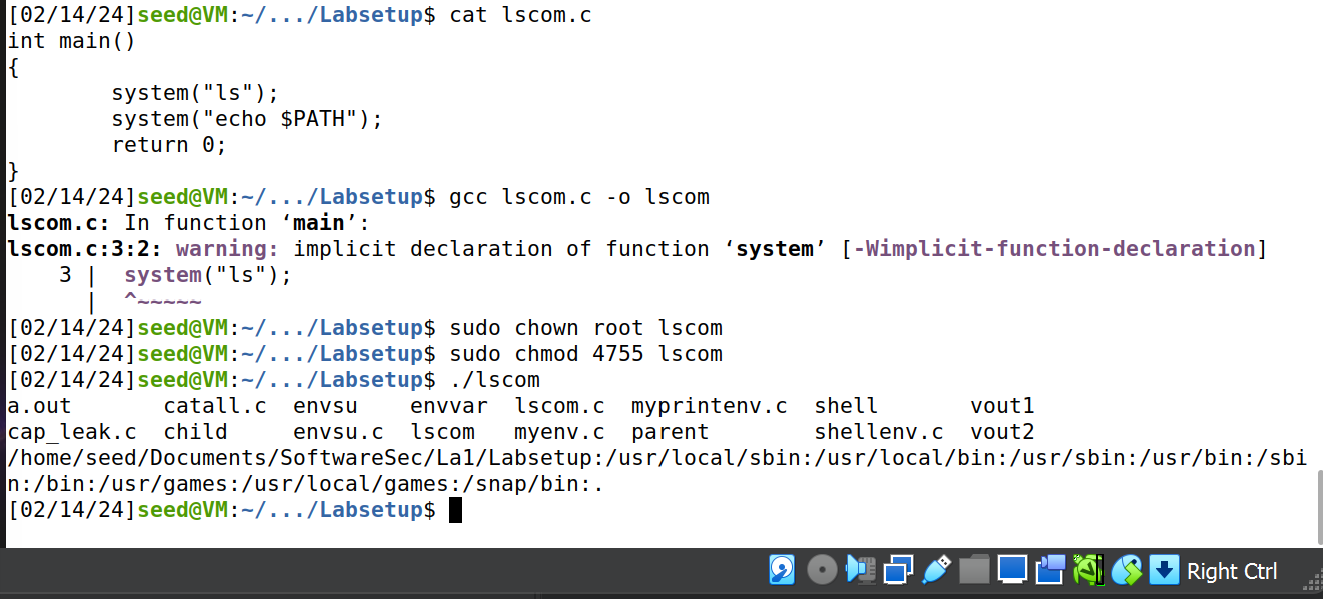 [02/14/24]seed@VM:~/.../Labsetup$ cat lscom.c
int main()
{
        system("ls");
        system("echo $PATH");
        return 0;
}
[02/14/24]seed@VM:~/.../Labsetup$ gcc lscom.c -o lscom
lscom.c: In function ‘main’:
lscom.c:3:2: warning: implicit declaration of function ‘system’ [-Wimplicit-function-declaration]
    3 |  system("ls");
      |  ^~~~~~
[02/14/24]seed@VM:~/.../Labsetup$ sudo chown root lscom
[02/14/24]seed@VM:~/.../Labsetup$ sudo chmod 4755 lscom
[02/14/24]seed@VM:~/.../Labsetup$ ./lscom
a.out       catall.c  envsu    envvar  lscom.c  myprintenv.c  shell       vout1
cap_leak.c  child     envsu.c  lscom   myenv.c  parent        shellenv.c  vout2
/home/seed/Documents/SoftwareSec/La1/Labsetup:/usr/local/sbin:/usr/local/bin:/usr/sbin:/usr/bin:/sbi
n:/bin:/usr/games:/usr/local/games:/snap/bin:.
[02/14/24]seed@VM:~/.../Labsetup$
Right Ctrl